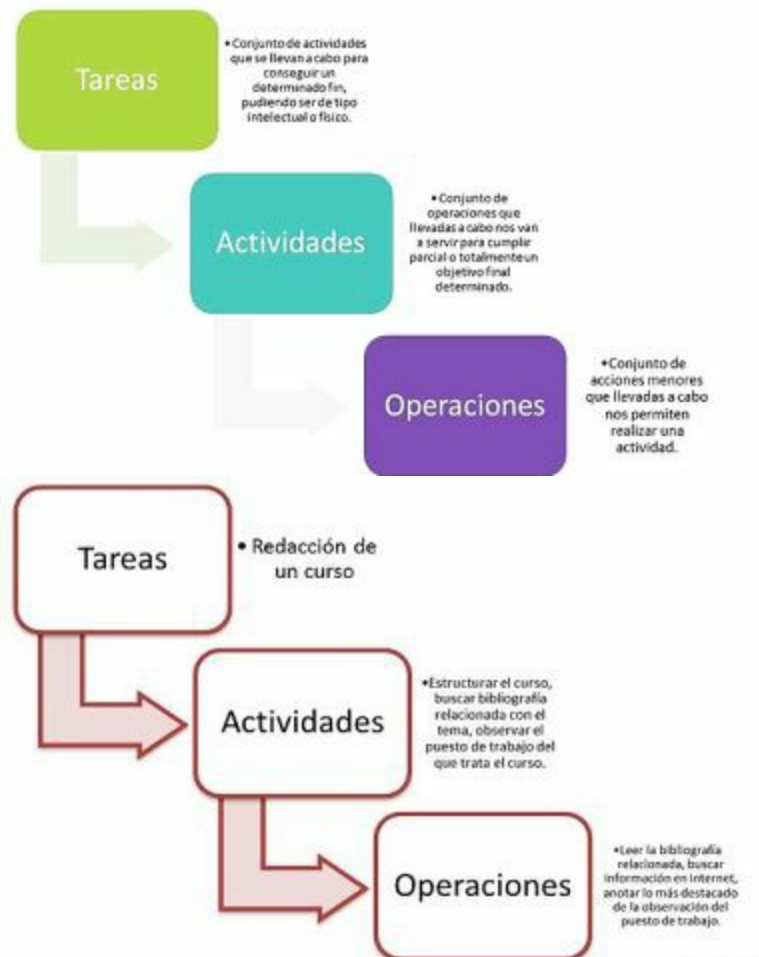 Tareas
• Conjunto de actividades
que se llevan a cabo para
conseguir un
determinado fin,
pudiendo ser de tipo
intelectual o físico.
Actividades
• Conjunto de
operaciones que
llevadas a cabo nos van
a servir para cumplir
parcial o totalmente un
objetivo final
determinado.
Operaciones
• Conjunto de
acciones menores
que llevadas a cabo
nos permiten
realizar una
actividad.
Tareas
• Redacción de
un curso
Actividades
• Estructurar el curso,
buscar bibliografía
relacionada con el
tema, observar el
puesto de trabajo del
que trata el curso.
Operaciones
• Leer la bibliografía
relacionada, buscar
información en Internet,
anotar lo más destacado
de la observación del
puesto de trabajo.